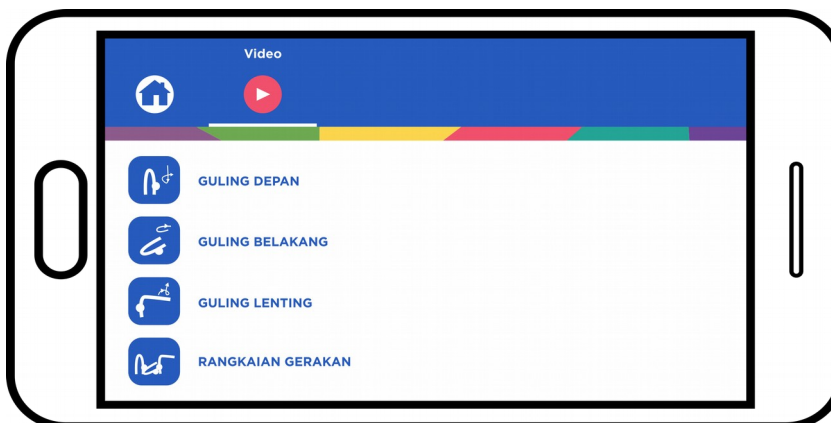 Video
GULING DEPAN
GULING BELAKANG
GULING LENTING
RANGKAIAN GERAKAN